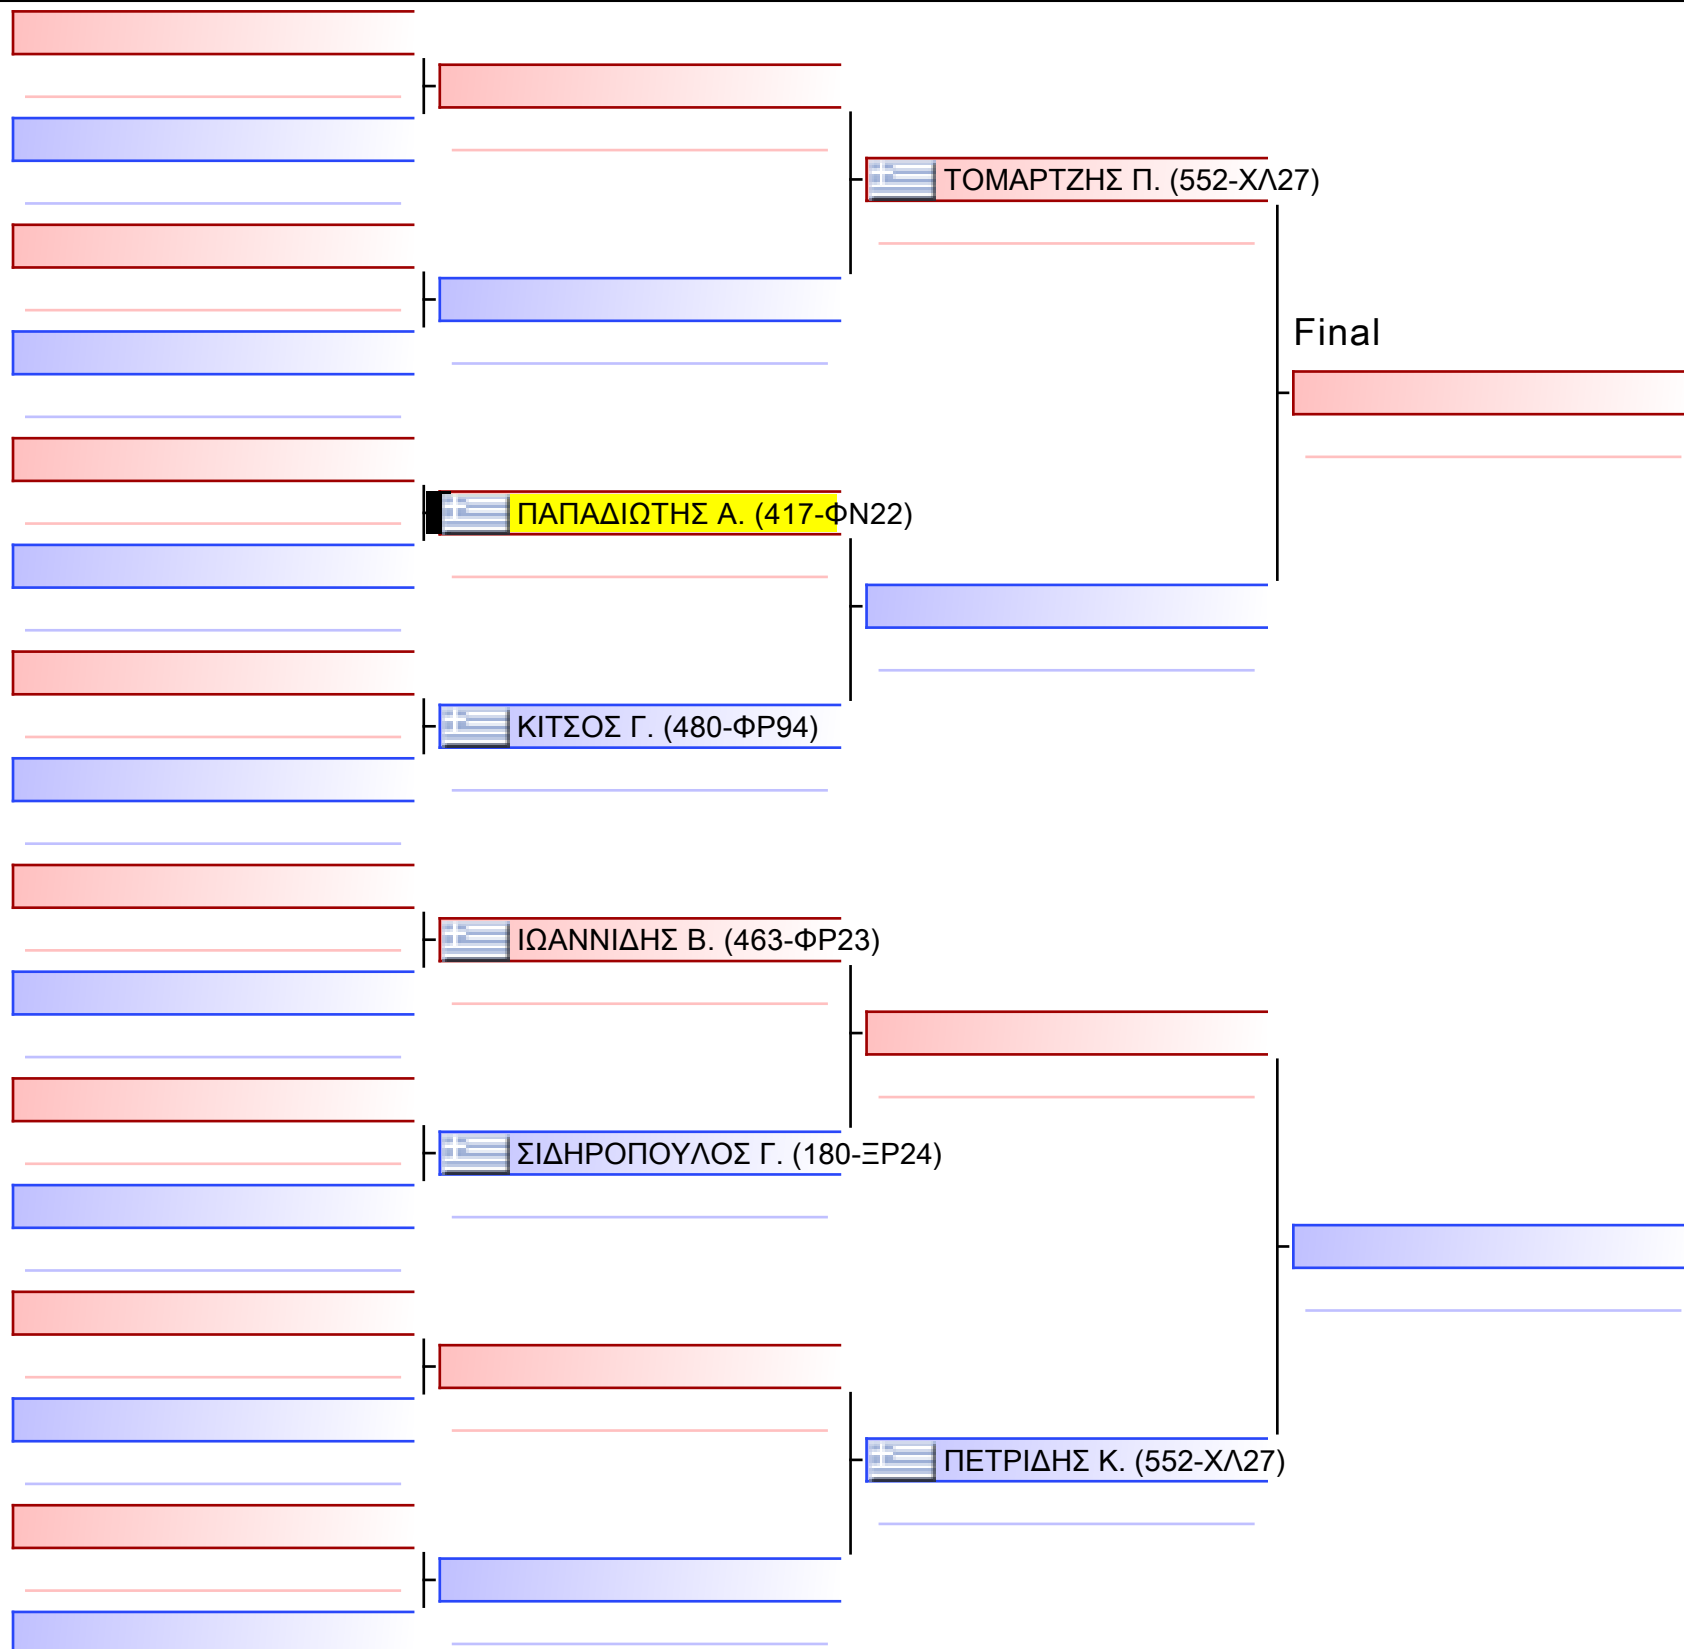 ΤΟΜΑΡΤΖΗΣ Π. (552-ΧΛ27)
Final
ΠΑΠΑΔΙΩΤΗΣ Α. (417-ΦΝ22)
ΚΙΤΣΟΣ Γ. (480-ΦΡ94)
ΙΩΑΝΝΙΔΗΣ Β. (463-ΦΡ23)
ΣΙΔΗΡΟΠΟΥΛΟΣ Γ. (180-ΞΡ24)
ΠΕΤΡΙΔΗΣ Κ. (552-ΧΛ27)